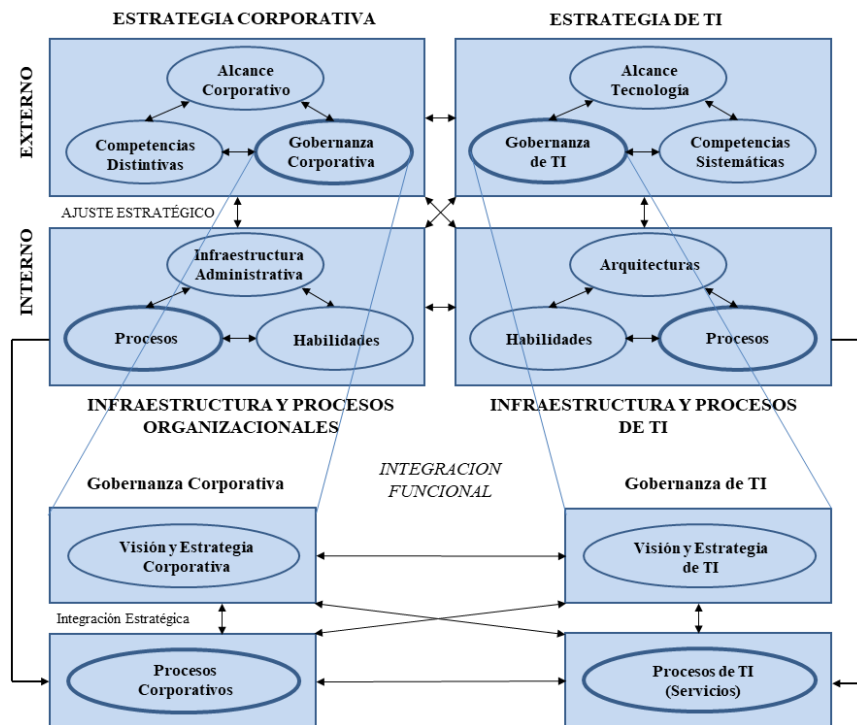 ESTRATEGIA CORPORATIVA
ESTRATEGIA DE TI
EXTERNO
Alcance
Corporativo
Competencias
Distintivas
Gobernanza
Corporativa
Alcance
Tecnología
Gobernanza
de TI
Competencias
Sistemáticas
AJUSTE ESTRATÉGICO
INTERNO
Infraestructura
Administrativa
Procesos
Habilidades
Arquitecturas
Habilidades
Procesos
INFRAESTRUCTURA Y PROCESOS
ORGANIZACIONALES
INFRAESTRUCTURA Y PROCESOS
DE TI
INTEGRACION
FUNCIONAL
Gobernanza Corporativa
Gobernanza de TI
Visión y Estrategia
Corporativa
Visión y Estrategia
de TI
Integración Estratégica
Procesos
Corporativos
Procesos de TI
(Servicios)